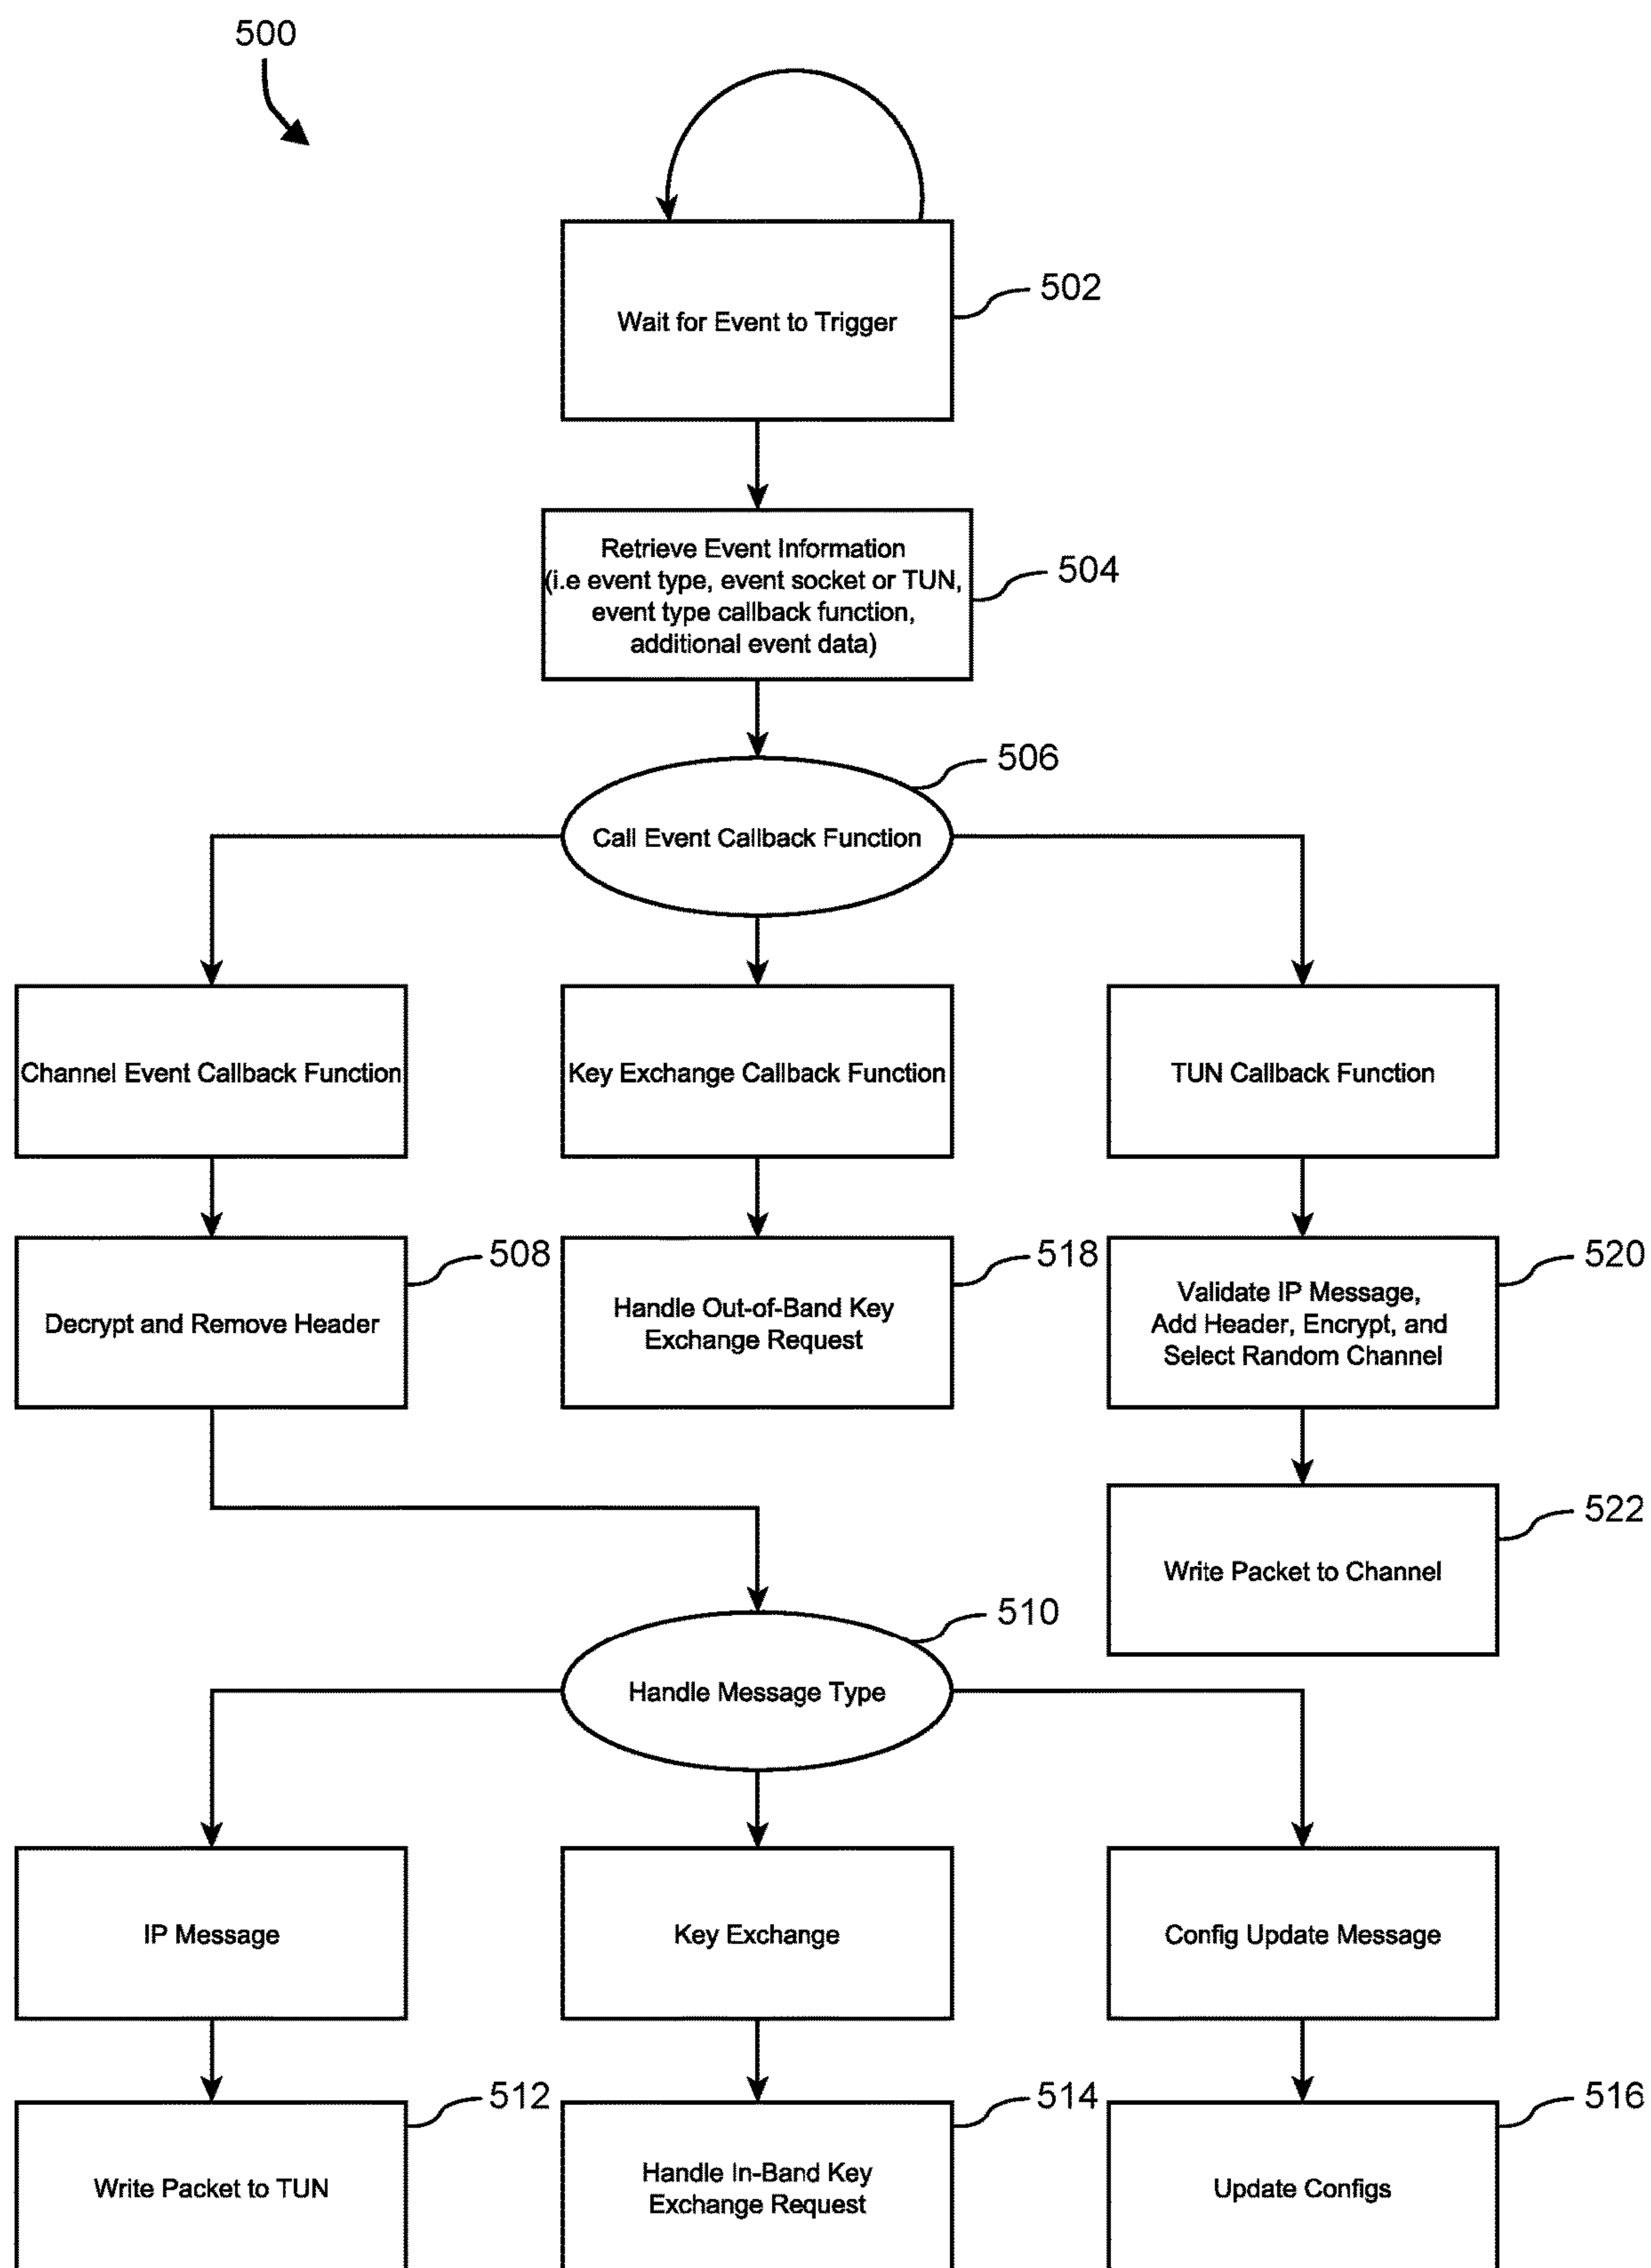 500
502
Wait for Event to Trigger
Retrieve Event Information
(i.e event type, event socket or TUN,
event type callback function,
additional event data)
504
506
Call Event Callback Function
Channel Event Callback Function
Key Exchange Callback Function
TUN Callback Function
508
518
520
Decrypt and Remove Header
Handle Out-of-Band Key
Exchange Request
Validate IP Message,
Add Header, Encrypt, and
Select Random Channel
522
Write Packet to Channel
510
Handle Message Type
IP Message
Key Exchange
Config Update Message
512
514
516
Write Packet to TUN
Handle In-Band Key
Exchange Request
Update Configs